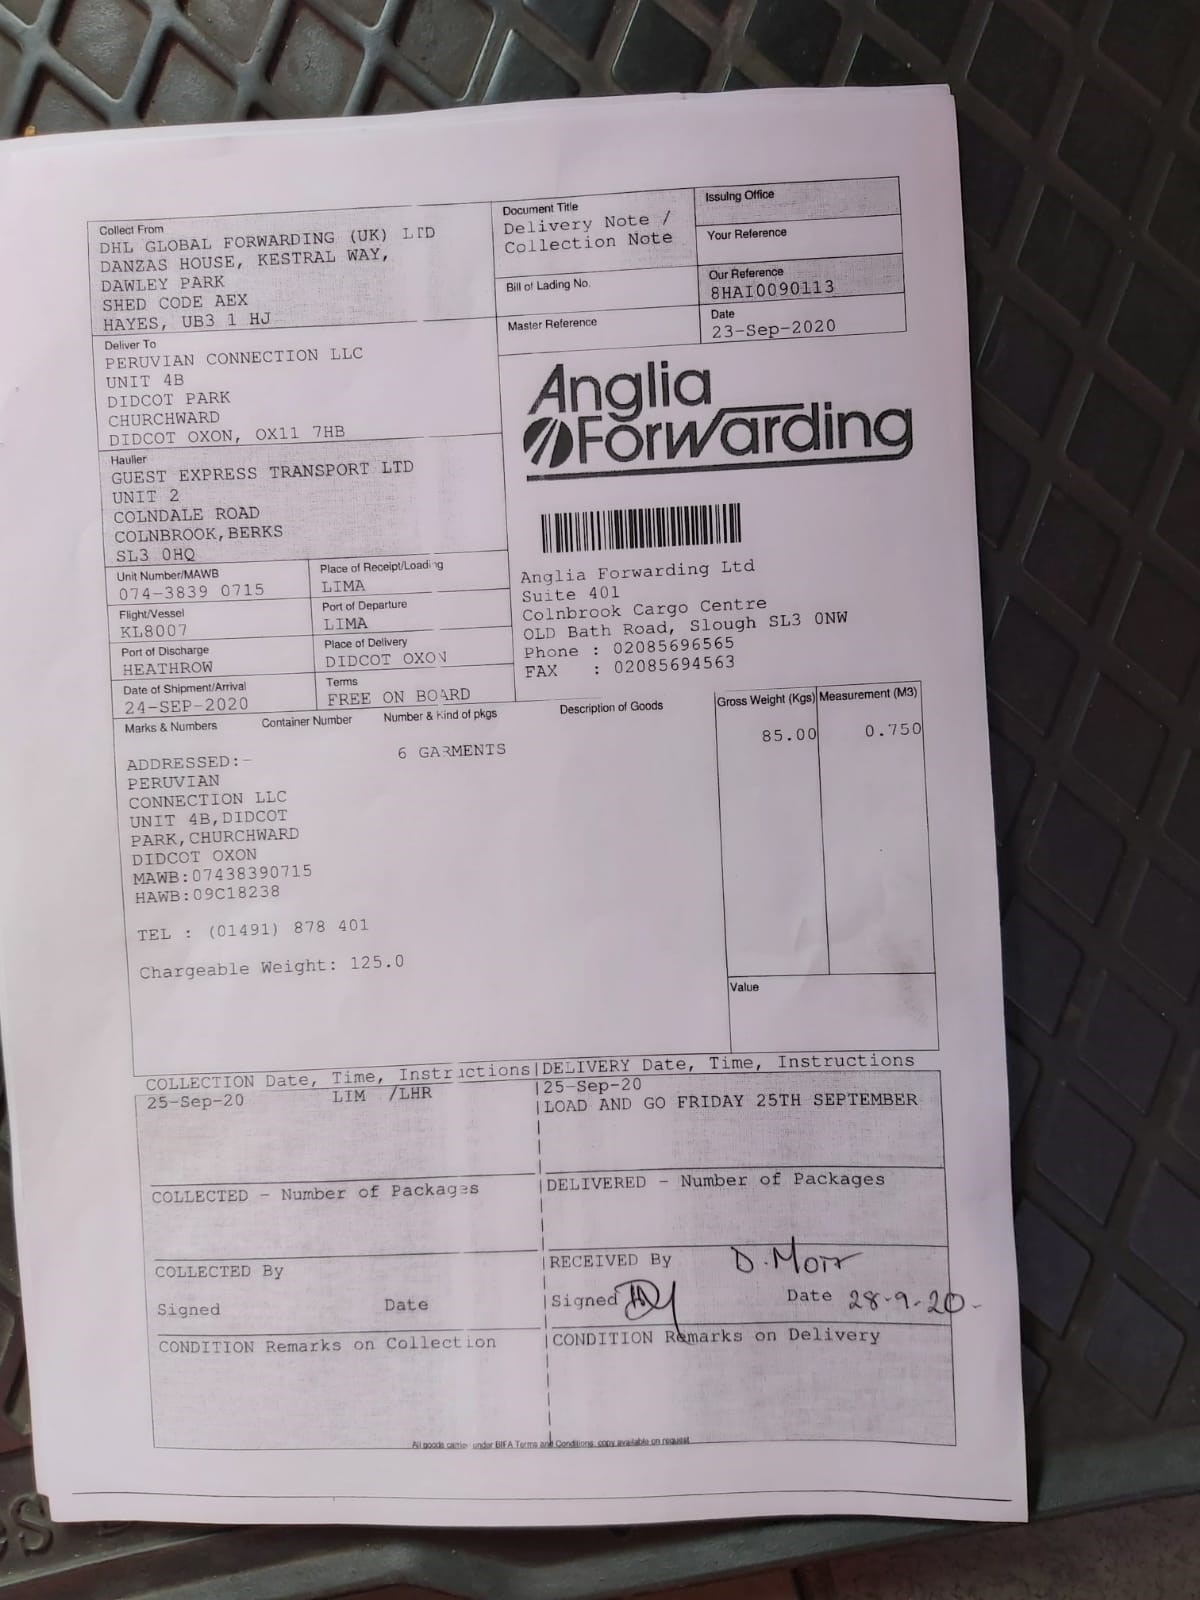 Collect From
DHL GLOBAL FORWARDING (UK) LTD
DANZAS HOUSE, KESTRAL WAY,
DAWLEY PARK
SHED CODE AEX
HAYES, UB3 1 HJ
Document Title
Delivery Note /
Collection Note
Issuing Office
Your Reference
Bill of Lading No.
Our Reference
8HAI0090113
Master Reference
Date
23-Sep-2020
Deliver To
PERUVIAN CONNECTION LLC
UNIT 4B
DIDCOT PARK
CHURCHWARD
DIDCOT OXON, OX11 7HB
Anglia
Forwarding
Haulier
GUEST EXPRESS TRANSPORT LTD
UNIT 2
COLNDALE ROAD
COLNBROOK,BERKS
SL3 0HQ
Unit Number/MAWB
074-3839 0715
Place of Receipt/Loading
LIMA
Flight/Vessel
KL8007
Port of Departure
LIMA
Port of Discharge
HEATHROW
Place of Delivery
DIDCOT OXON
Date of Shipment/Arrival
24-SEP-2020
Terms
FREE ON BOARD
Anglia Forwarding Ltd
Suite 401
Colnbrook Cargo Centre
OLD Bath Road, Slough SL3 0NW
Phone : 02085696565
FAX : 02085694563
Marks & Numbers Container Number Number & Kind of pkgs Description of Goods Gross Weight (Kgs) Measurement (M3)
6 GARMENTS 85.00 0.750
ADDRESSED:-
PERUVIAN
CONNECTION LLC
UNIT 4B,DIDCOT
PARK,CHURCHWARD
DIDCOT OXON
MAWB:07438390715
HAWB:09C18238
TEL : (01491) 878 401
Chargeable Weight: 125.0
Value
COLLECTION Date, Time, Instructions|DELIVERY Date, Time, Instructions
25-Sep-20 LIM /LHR |25-Sep-20
|LOAD AND GO FRIDAY 25TH SEPTEMBER
COLLECTED - Number of Packages |DELIVERED - Number of Packages
COLLECTED By |RECEIVED By D. Morr
Signed Date |Signed Date 28-9-20-
CONDITION Remarks on Collection |CONDITION Remarks on Delivery
All goods carried under BIFA Terms and Conditions, copy available on request